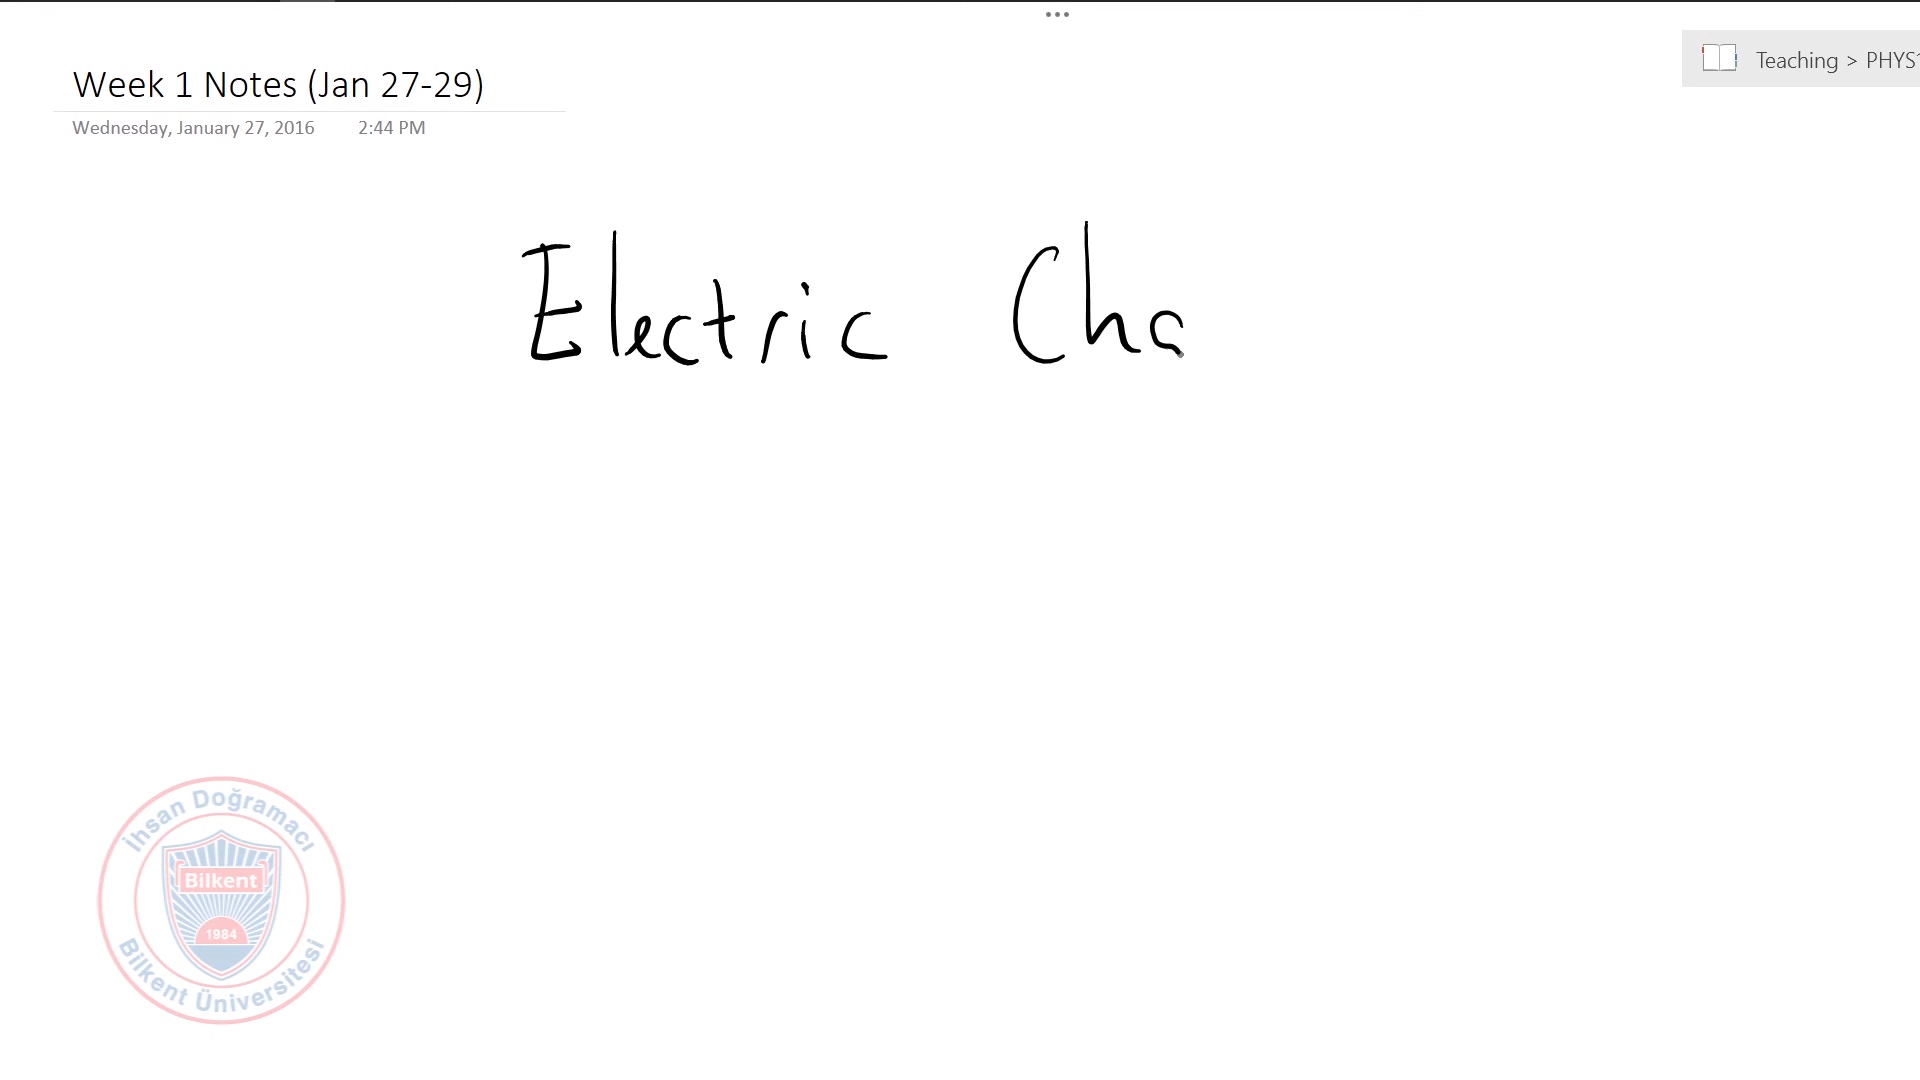 Week 1 Notes (Jan 27-29)
Teaching > PHYS1
Wednesday, January 27, 2016 2:44 PM
Electric Cha
İhsan Doğramacı
Bilkent
1984
Bilkent Üniversitesi